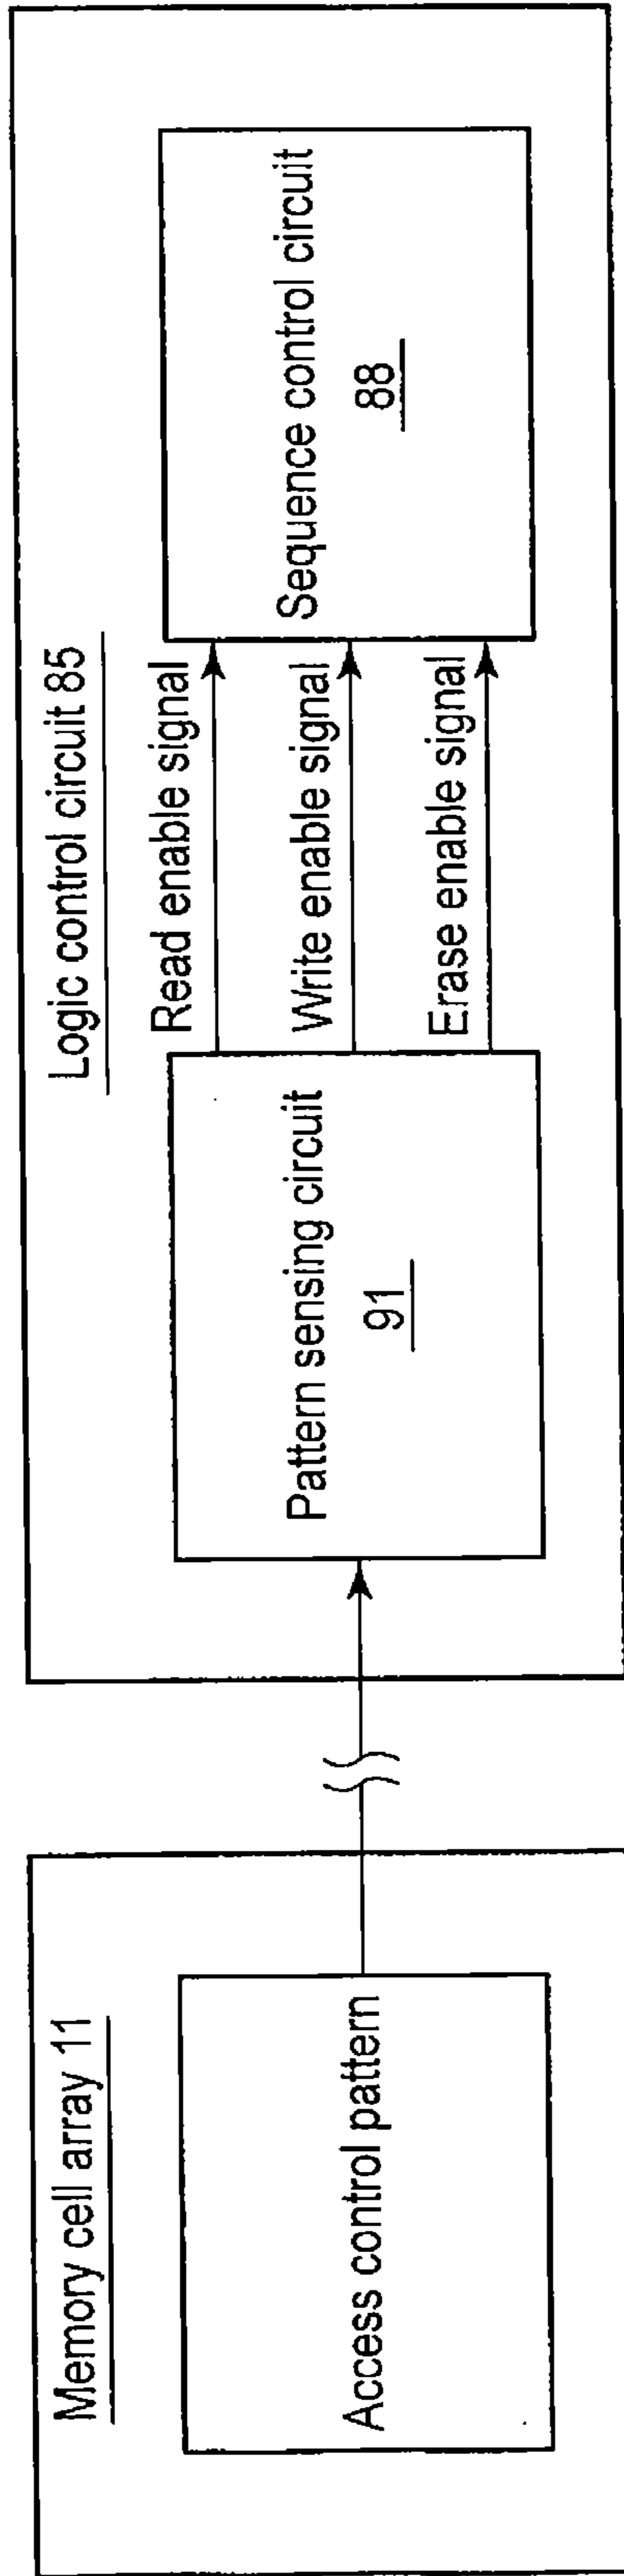 Memory cell array 11
Access control pattern
Logic control circuit 85
Pattern sensing circuit
91
Read enable signal
Write enable signal
Erase enable signal
Sequence control circuit
88